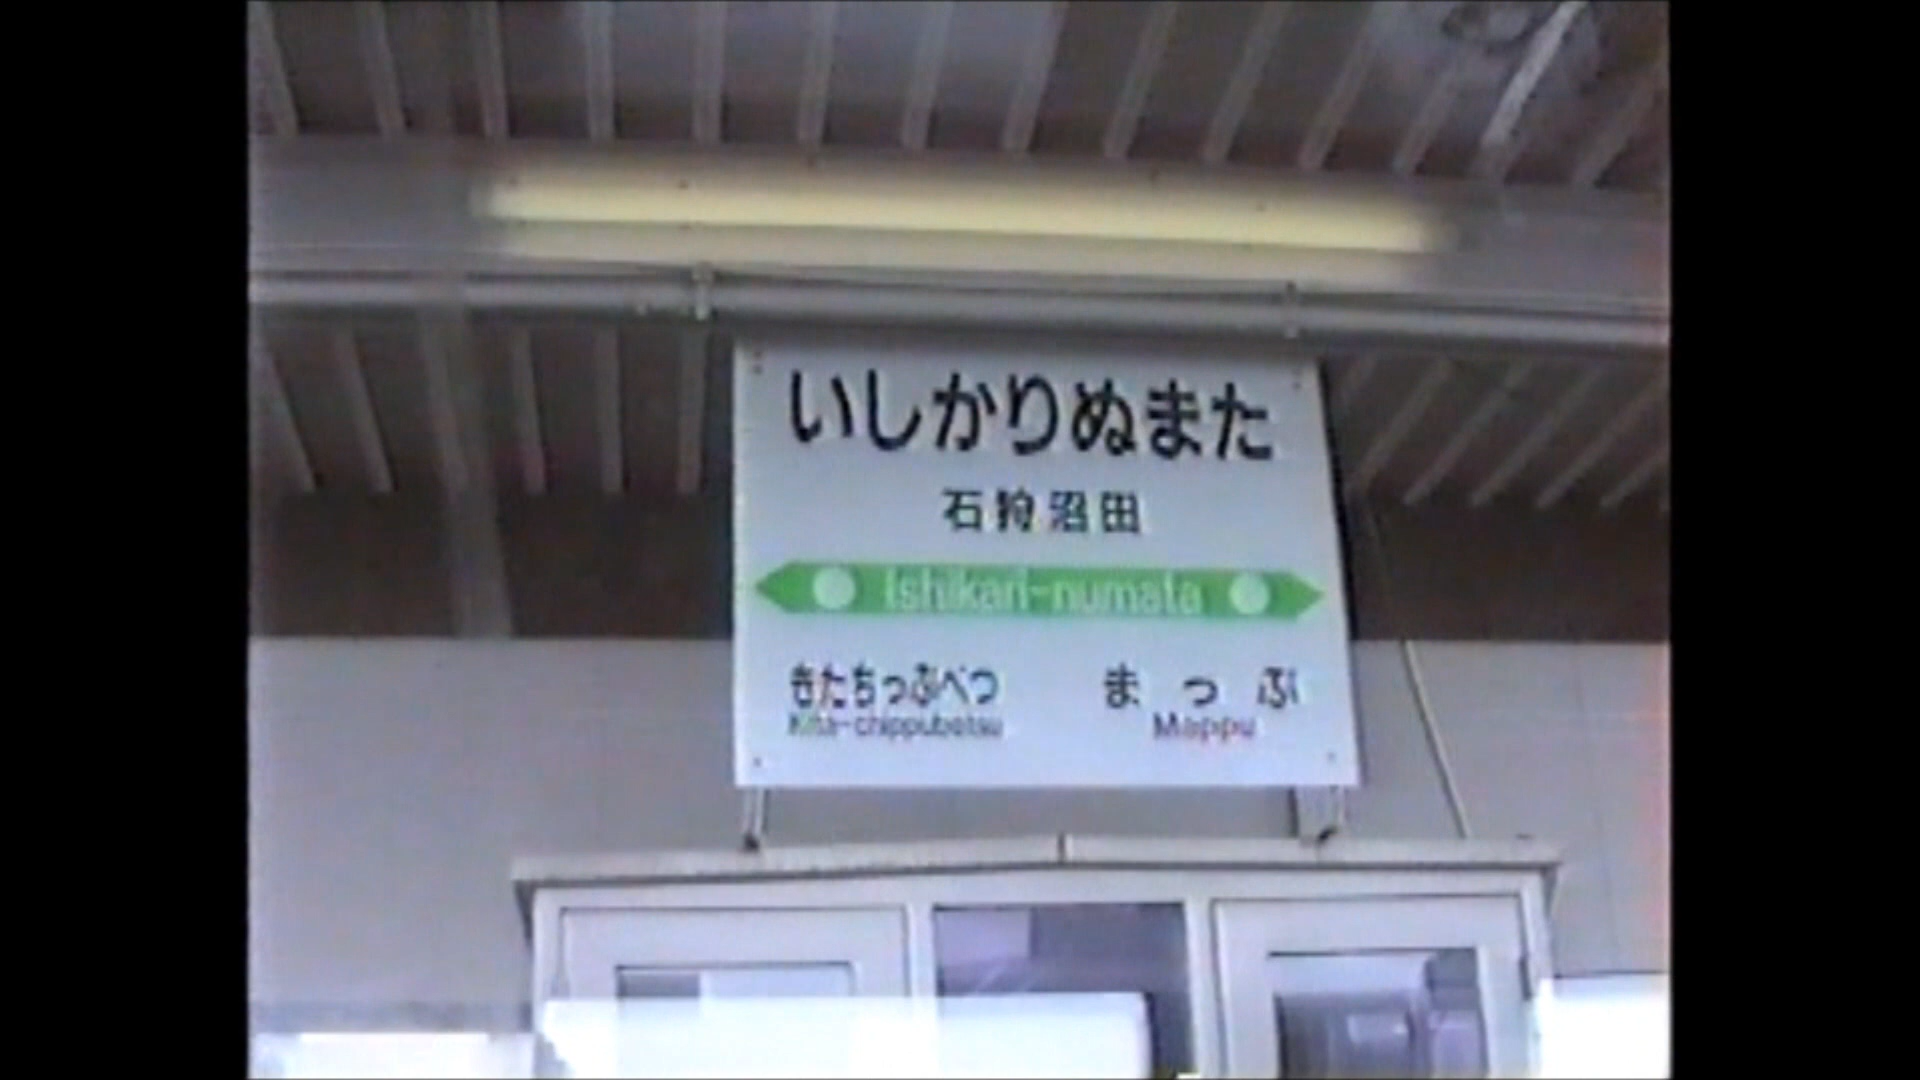 いしかりぬまた
石狩沼田
Ishikari-numata
きたちっぷべつ
Kita-chippubetsu
まっぷ
Mappu